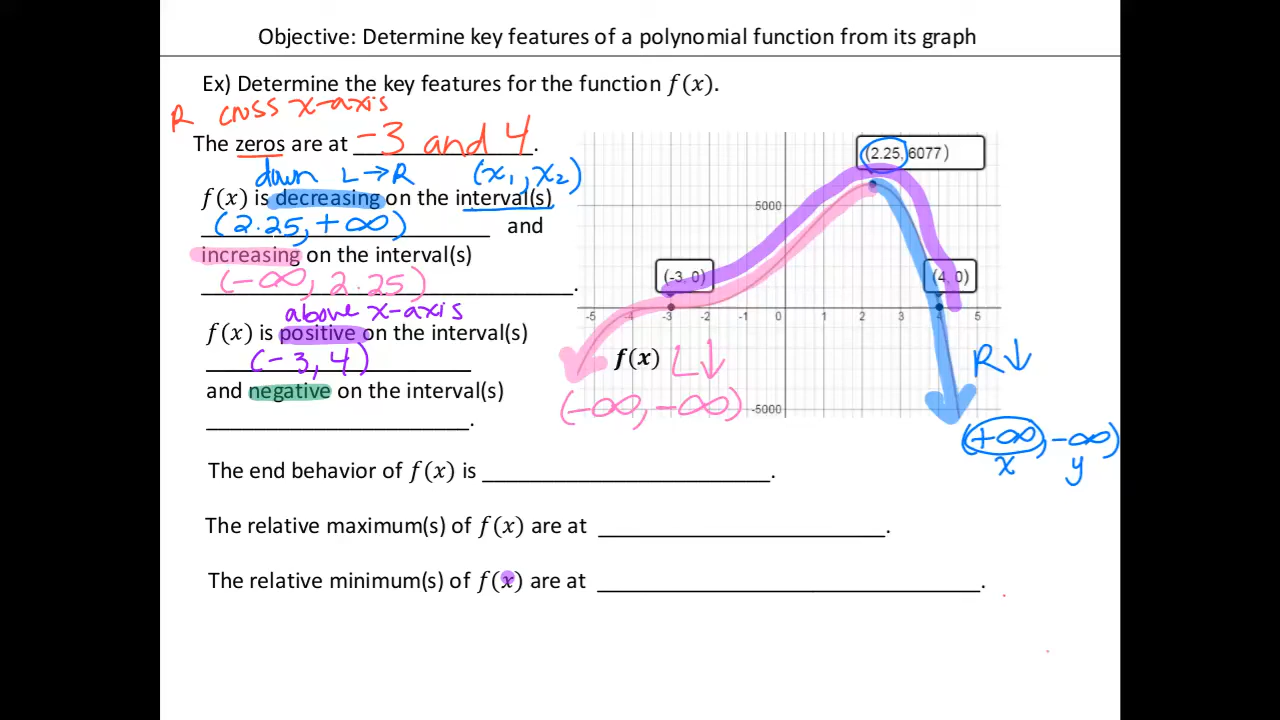 Objective: Determine key features of a polynomial function from its graph
Ex) Determine the key features for the function f(x).
R cross x-axis
The zeros are at -3 and 4.
down L→R (x₁, x₂)
f(x) is decreasing on the interval(s)
(2.25, +∞) and
increasing on the interval(s)
(-∞, 2.25).
above x-axis
f(x) is positive on the interval(s)
(-3, 4)
and negative on the interval(s)
.
The end behavior of f(x) is .
The relative maximum(s) of f(x) are at .
The relative minimum(s) of f(x) are at .
(2.25, 6077)
5000
(-3, 0)
(4, 0)
-5 -3 -2 -1 0 1 2 3 4 5
f(x) L↓
R↓
-5000
(-∞, -∞)
(+∞, -∞)
x y